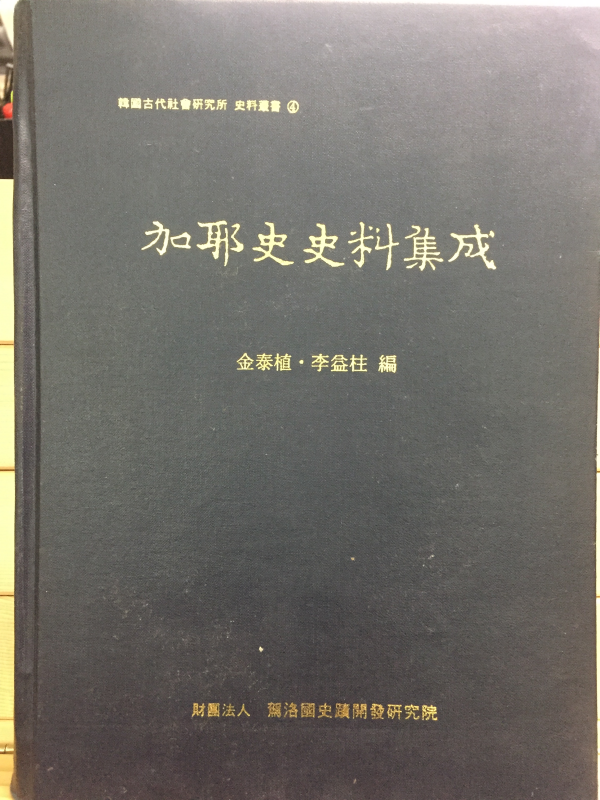 韓國古代社會硏究所 史料叢書 ④
加耶史史料集成
金泰植・李益柱 編
財團法人 駕洛國史蹟開發硏究院